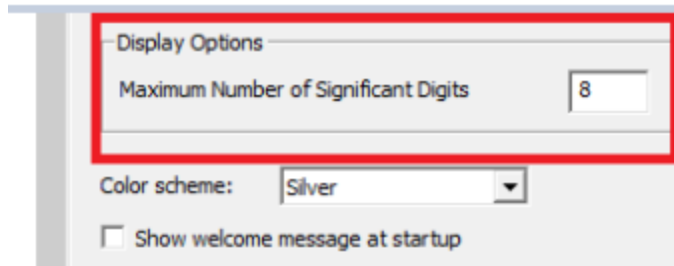 Display Options
Maximum Number of Significant Digits 8
Color scheme: Silver
Show welcome message at startup